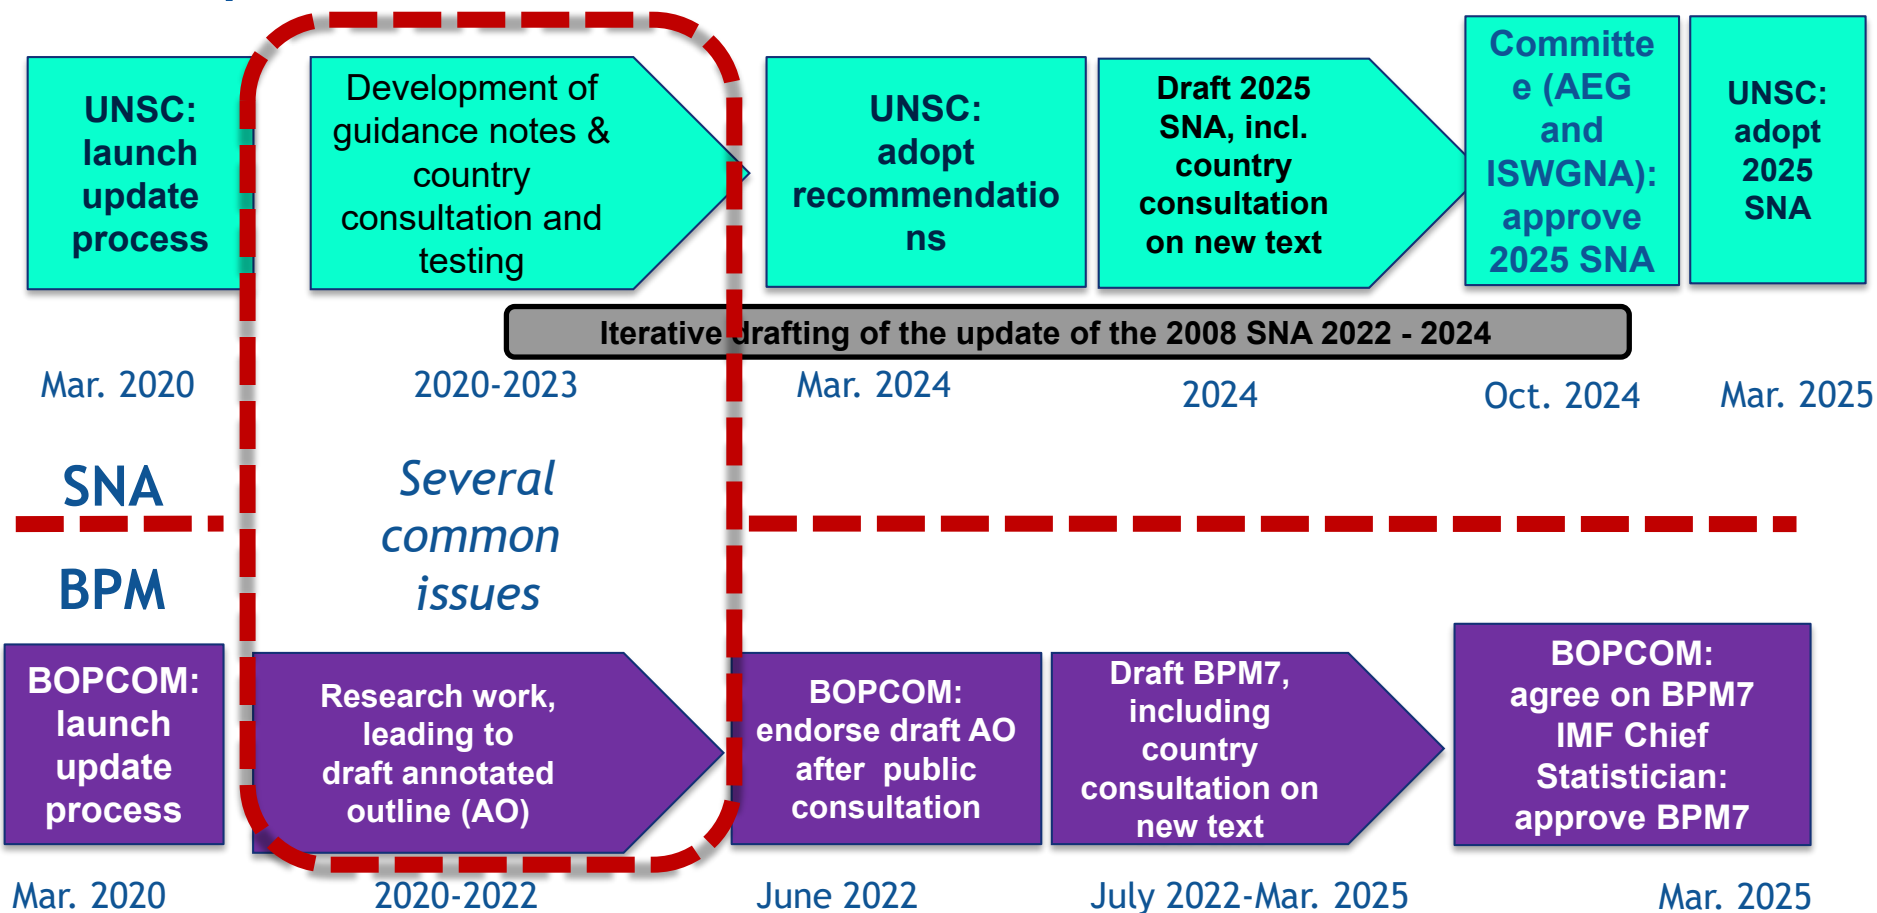 UNSC:
launch
update
process
Development of
guidance notes &
country
consultation and
testing
UNSC:
adopt
recommendatio
ns
Draft 2025
SNA, incl.
country
consultation
on new text
Committe
e (AEG
and
ISWGNA):
approve
2025 SNA
UNSC:
adopt
2025
SNA
Iterative drafting of the update of the 2008 SNA 2022 - 2024
Mar. 2020
2020-2023
Mar. 2024
2024
Oct. 2024
Mar. 2025
SNA
Several
common
issues
BPM
BOPCOM:
launch
update
process
Research work,
leading to
draft annotated
outline (AO)
BOPCOM:
endorse draft AO
after public
consultation
Draft BPM7,
including
country
consultation on
new text
BOPCOM:
agree on BPM7
IMF Chief
Statistician:
approve BPM7
Mar. 2020
2020-2022
June 2022
July 2022-Mar. 2025
Mar. 2025